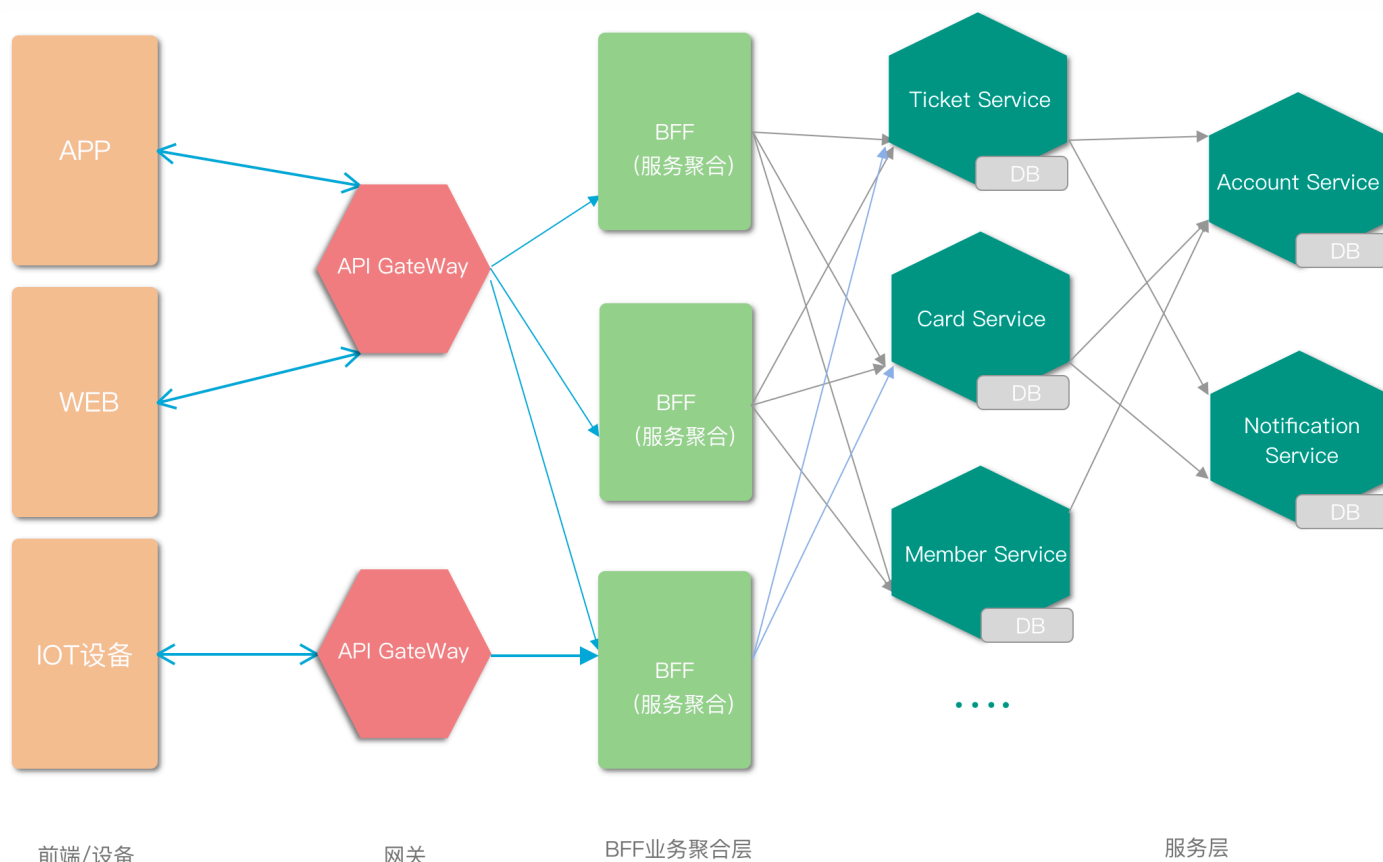 APP
WEB
IOT设备
API GateWay
API GateWay
BFF
(服务聚合)
BFF
(服务聚合)
BFF
(服务聚合)
Ticket Service
DB
Card Service
DB
Member Service
DB
....
Account Service
DB
Notification
Service
DB
前端/设备
网关
BFF业务聚合层
服务层